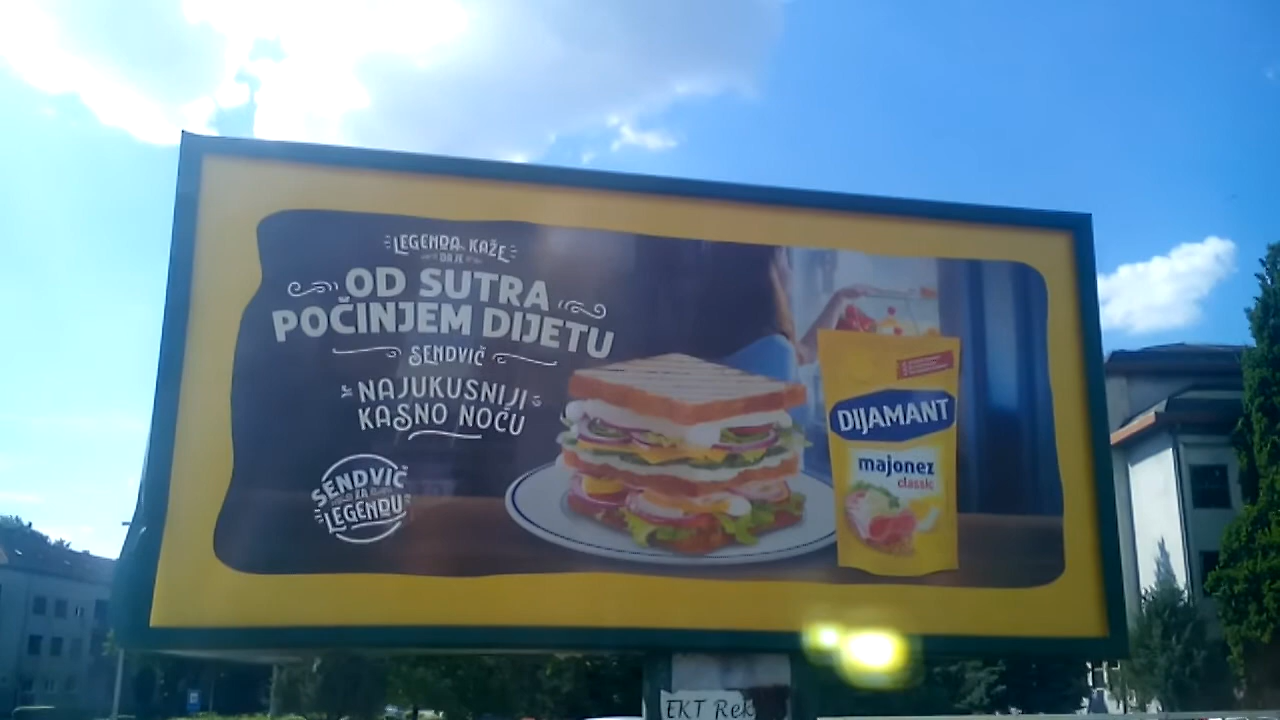 LEGENDA KAŽE
DA JE
OD SUTRA
POČINJEM DIJETU
SENDVIČ
NAJUKUSNIJI
KASNO NOĆU
SENDVIČ
ZA
LEGENDU
DIJAMANT
majonez
classic
EKT Rek